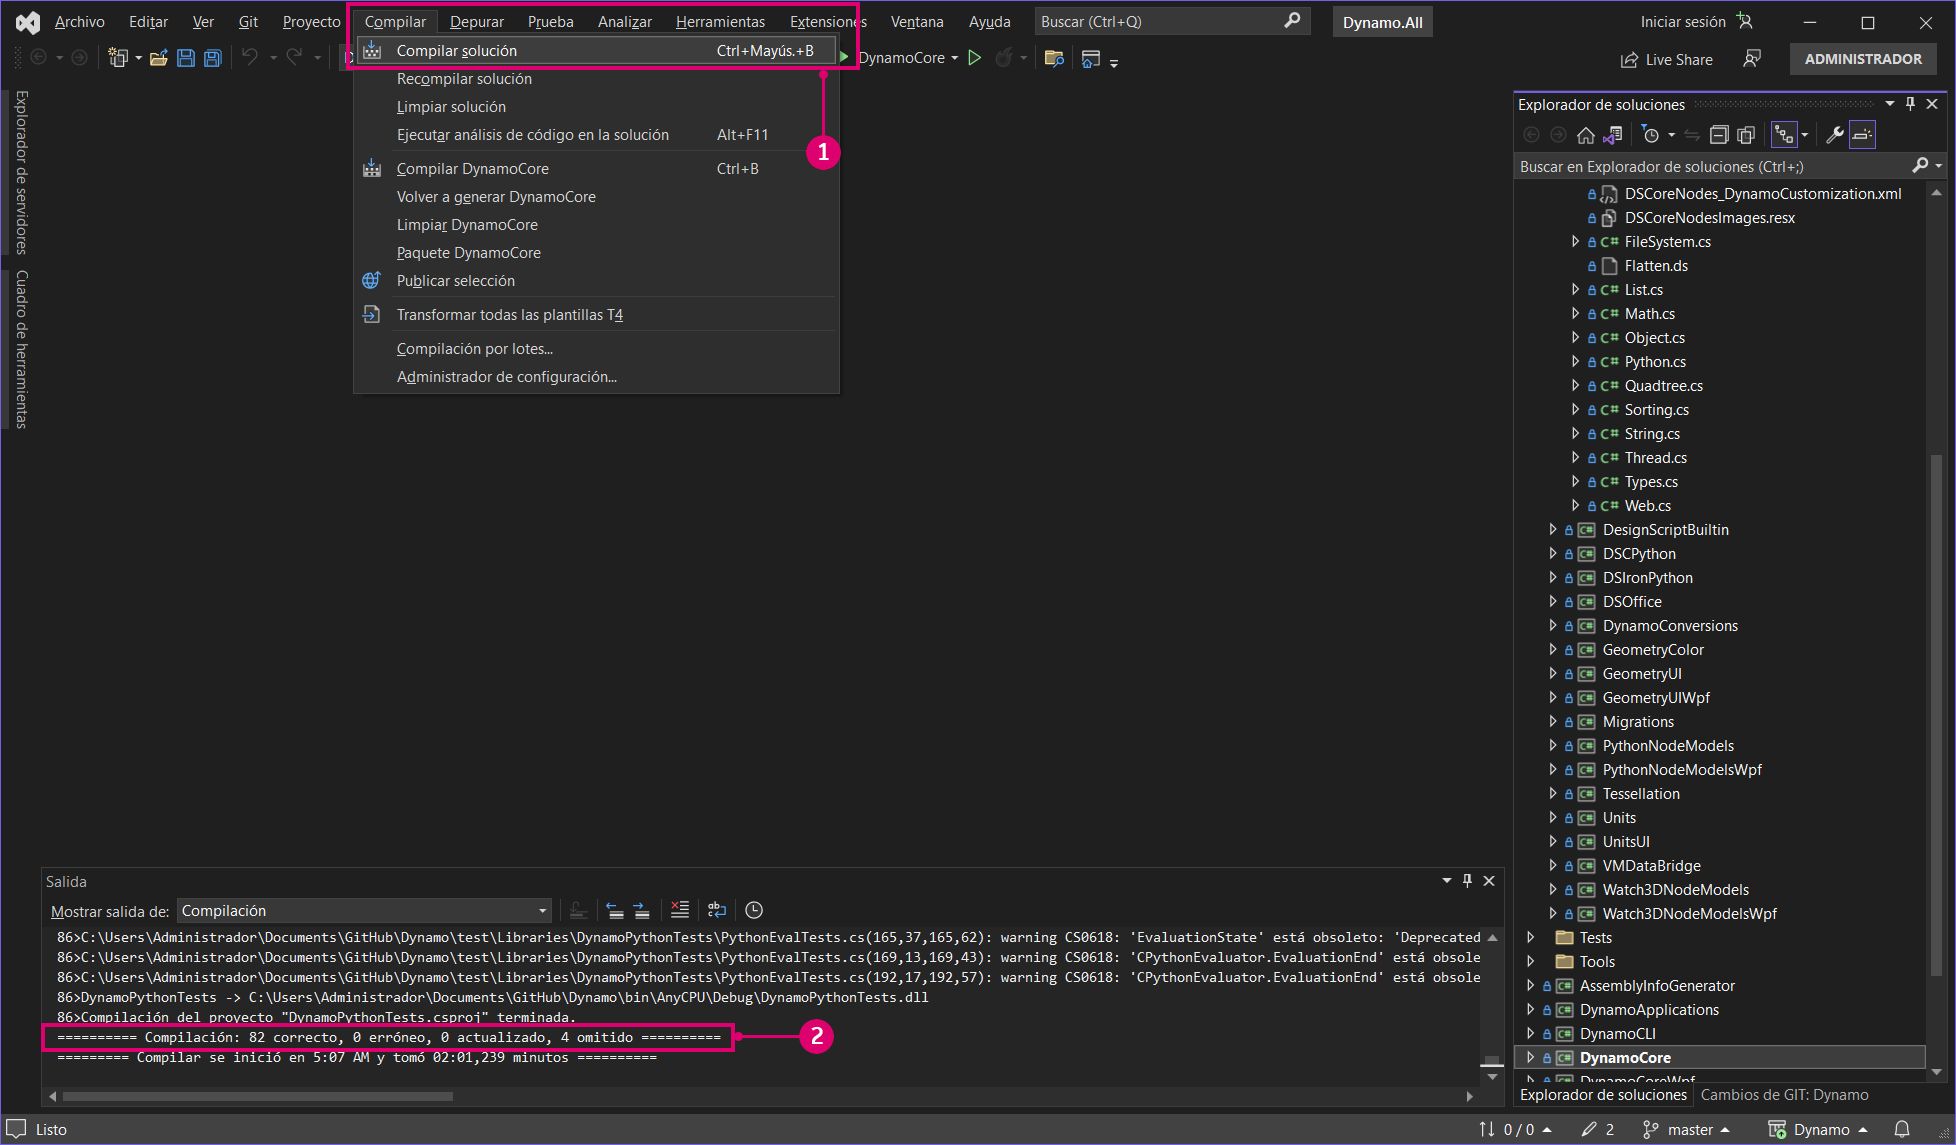 Archivo Editar Ver Git Proyecto Compilar Depurar Prueba Analizar Herramientas Extensiones Ventana Ayuda Buscar (Ctrl+Q) Dynamo.All Iniciar sesión
DynamoCore Live Share ADMINISTRADOR
Compilar solución Ctrl+Mayús.+B
Recompilar solución
Limpiar solución
Ejecutar análisis de código en la solución Alt+F11
1
Compilar DynamoCore Ctrl+B
Volver a generar DynamoCore
Limpiar DynamoCore
Paquete DynamoCore
Publicar selección
Transformar todas las plantillas T4
Compilación por lotes...
Administrador de configuración...
Explorador de servidores
Cuadro de herramientas
Explorador de soluciones
Buscar en Explorador de soluciones (Ctrl+;)
DSCoreNodes_DynamoCustomization.xml
DSCoreNodesImages.resx
C# FileSystem.cs
Flatten.ds
C# List.cs
C# Math.cs
C# Object.cs
C# Python.cs
C# Quadtree.cs
C# Sorting.cs
C# String.cs
C# Thread.cs
C# Types.cs
C# Web.cs
C# DesignScriptBuiltin
C# DSCPython
C# DSIronPython
C# DSOffice
C# DynamoConversions
C# GeometryColor
C# GeometryUI
C# GeometryUIWpf
C# Migrations
C# PythonNodeModels
C# PythonNodeModelsWpf
C# Tessellation
C# Units
C# UnitsUI
C# VMDataBridge
C# Watch3DNodeModels
C# Watch3DNodeModelsWpf
Tests
Tools
C# AssemblyInfoGenerator
C# DynamoApplications
C# DynamoCLI
C# DynamoCore
C# DynamoCoreWpf
Explorador de soluciones Cambios de GIT: Dynamo
Salida
Mostrar salida de: Compilación
86>C:\Users\Administrador\Documents\GitHub\Dynamo\test\Libraries\DynamoPythonTests\PythonEvalTests.cs(165,37,165,62): warning CS0618: 'EvaluationState' está obsoleto: 'Deprecated
86>C:\Users\Administrador\Documents\GitHub\Dynamo\test\Libraries\DynamoPythonTests\PythonEvalTests.cs(169,13,169,43): warning CS0618: 'CPythonEvaluator.EvaluationEnd' está obsole
86>C:\Users\Administrador\Documents\GitHub\Dynamo\test\Libraries\DynamoPythonTests\PythonEvalTests.cs(192,17,192,57): warning CS0618: 'CPythonEvaluator.EvaluationEnd' está obsole
86>DynamoPythonTests -> C:\Users\Administrador\Documents\GitHub\Dynamo\bin\AnyCPU\Debug\DynamoPythonTests.dll
86>Compilación del proyecto "DynamoPythonTests.csproj" terminada.
========== Compilación: 82 correcto, 0 erróneo, 0 actualizado, 4 omitido ==========
2
========= Compilar se inició en 5:07 AM y tomó 02:01,239 minutos ==========
Listo 0 / 0 2 master Dynamo